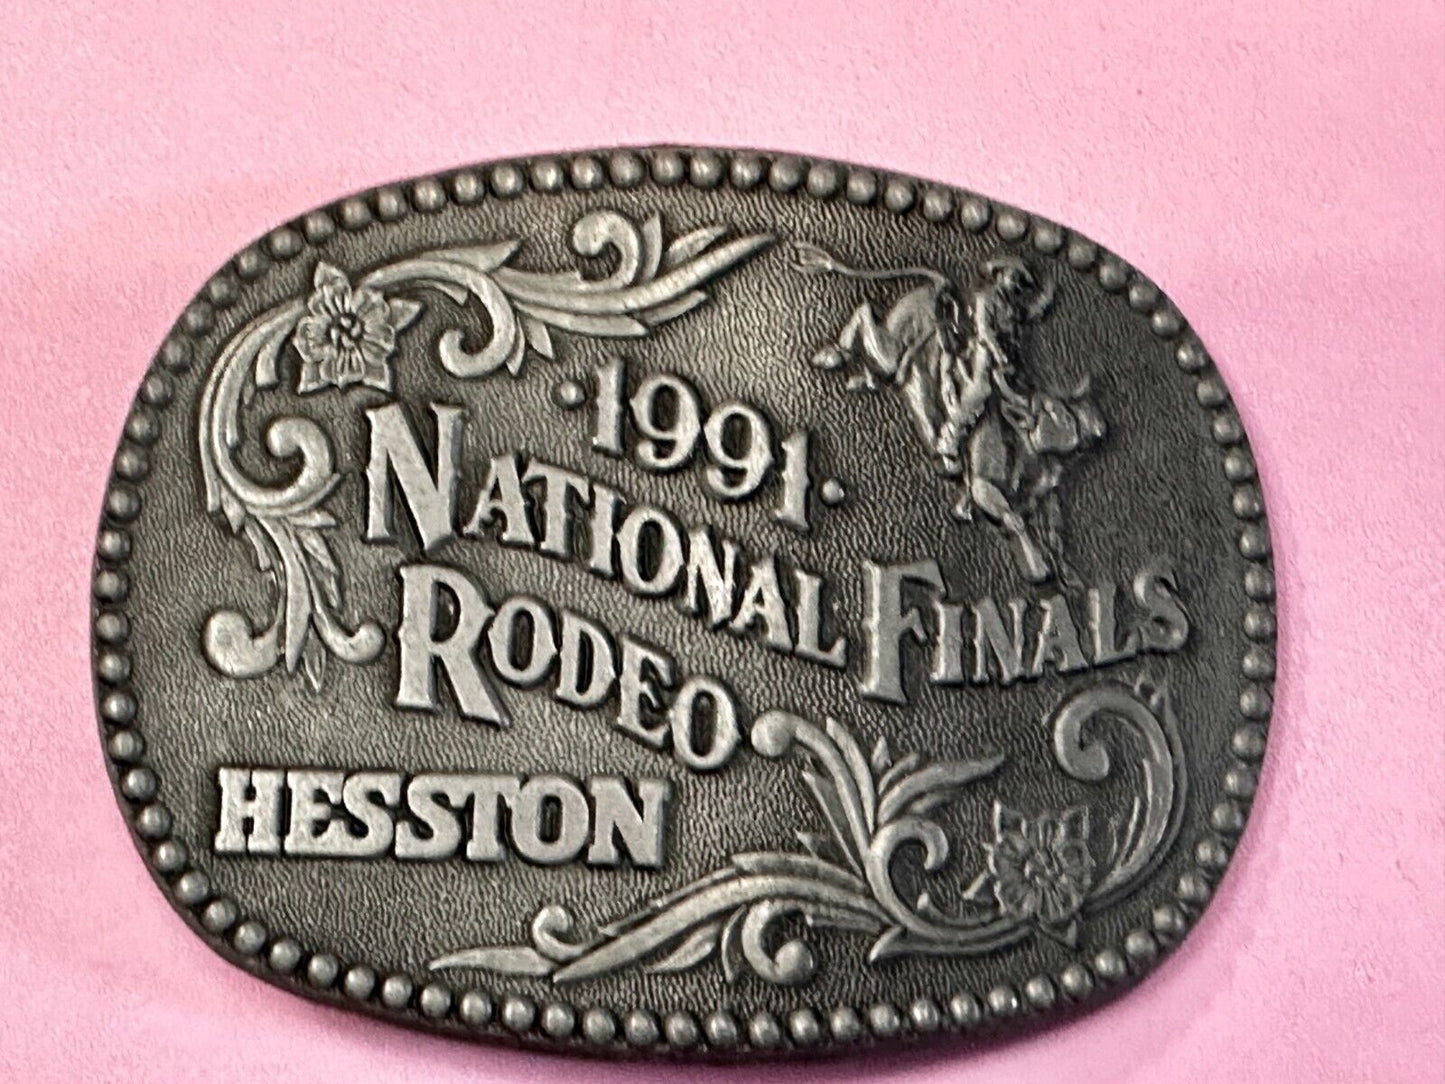 ·1991·
NATIONAL FINALS
RODEO
HESSTON